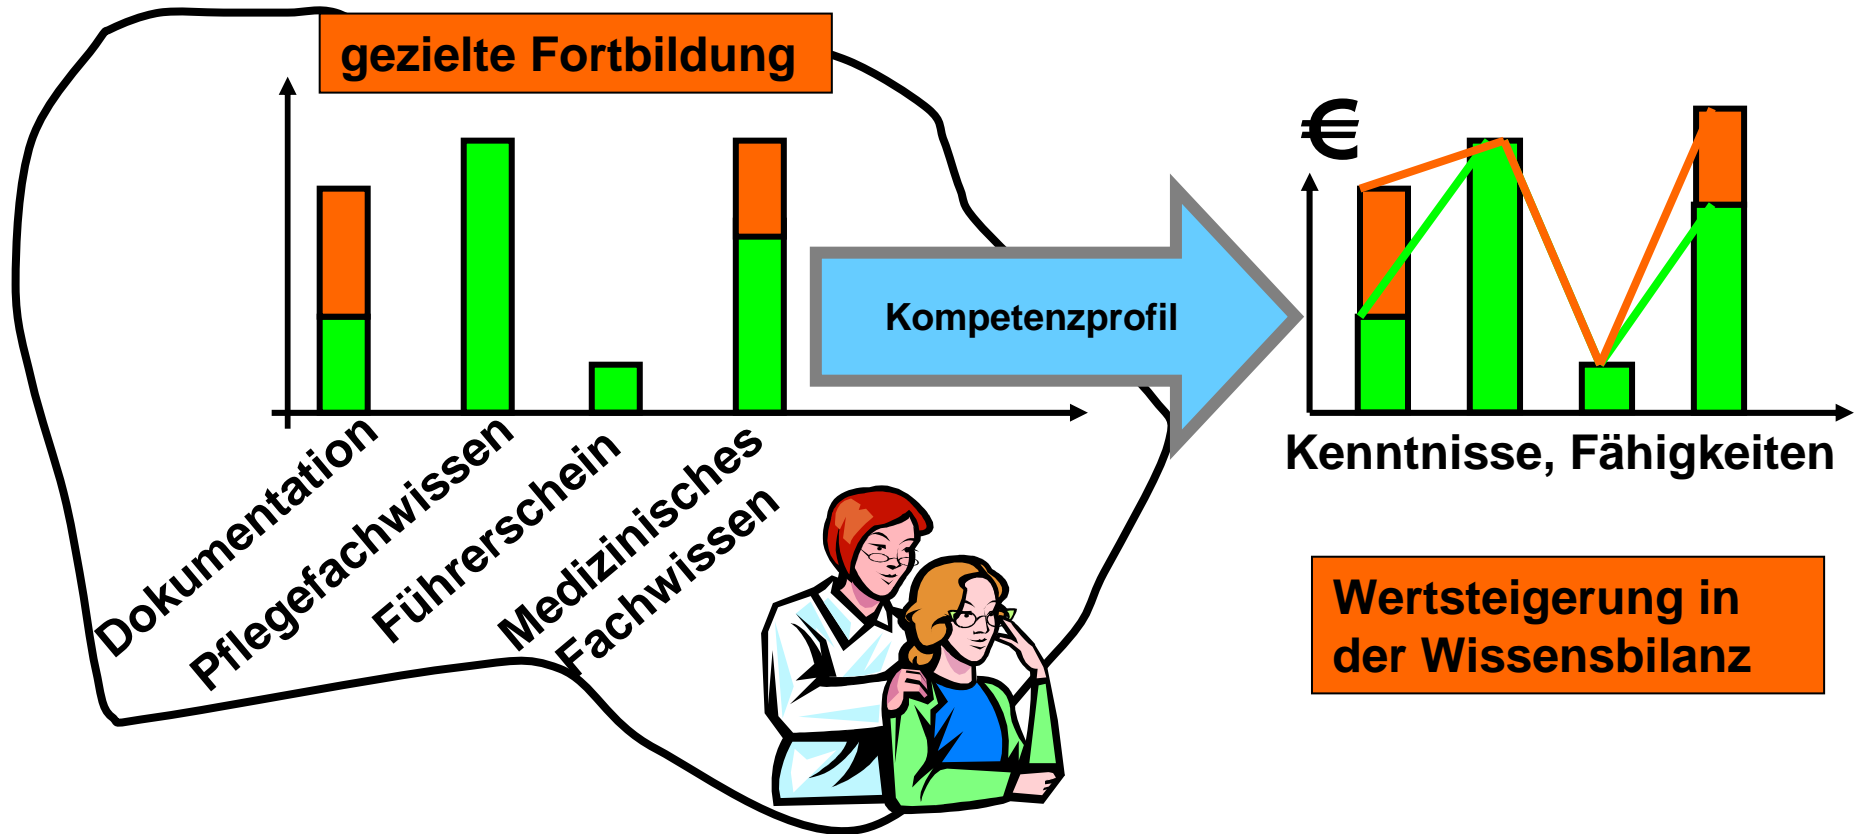 gezielte Fortbildung
Dokumentation
Pflegefachwissen
Führerschein
Medizinisches
Fachwissen
Kompetenzprofil
€
Kenntnisse, Fähigkeiten
Wertsteigerung in
der Wissensbilanz